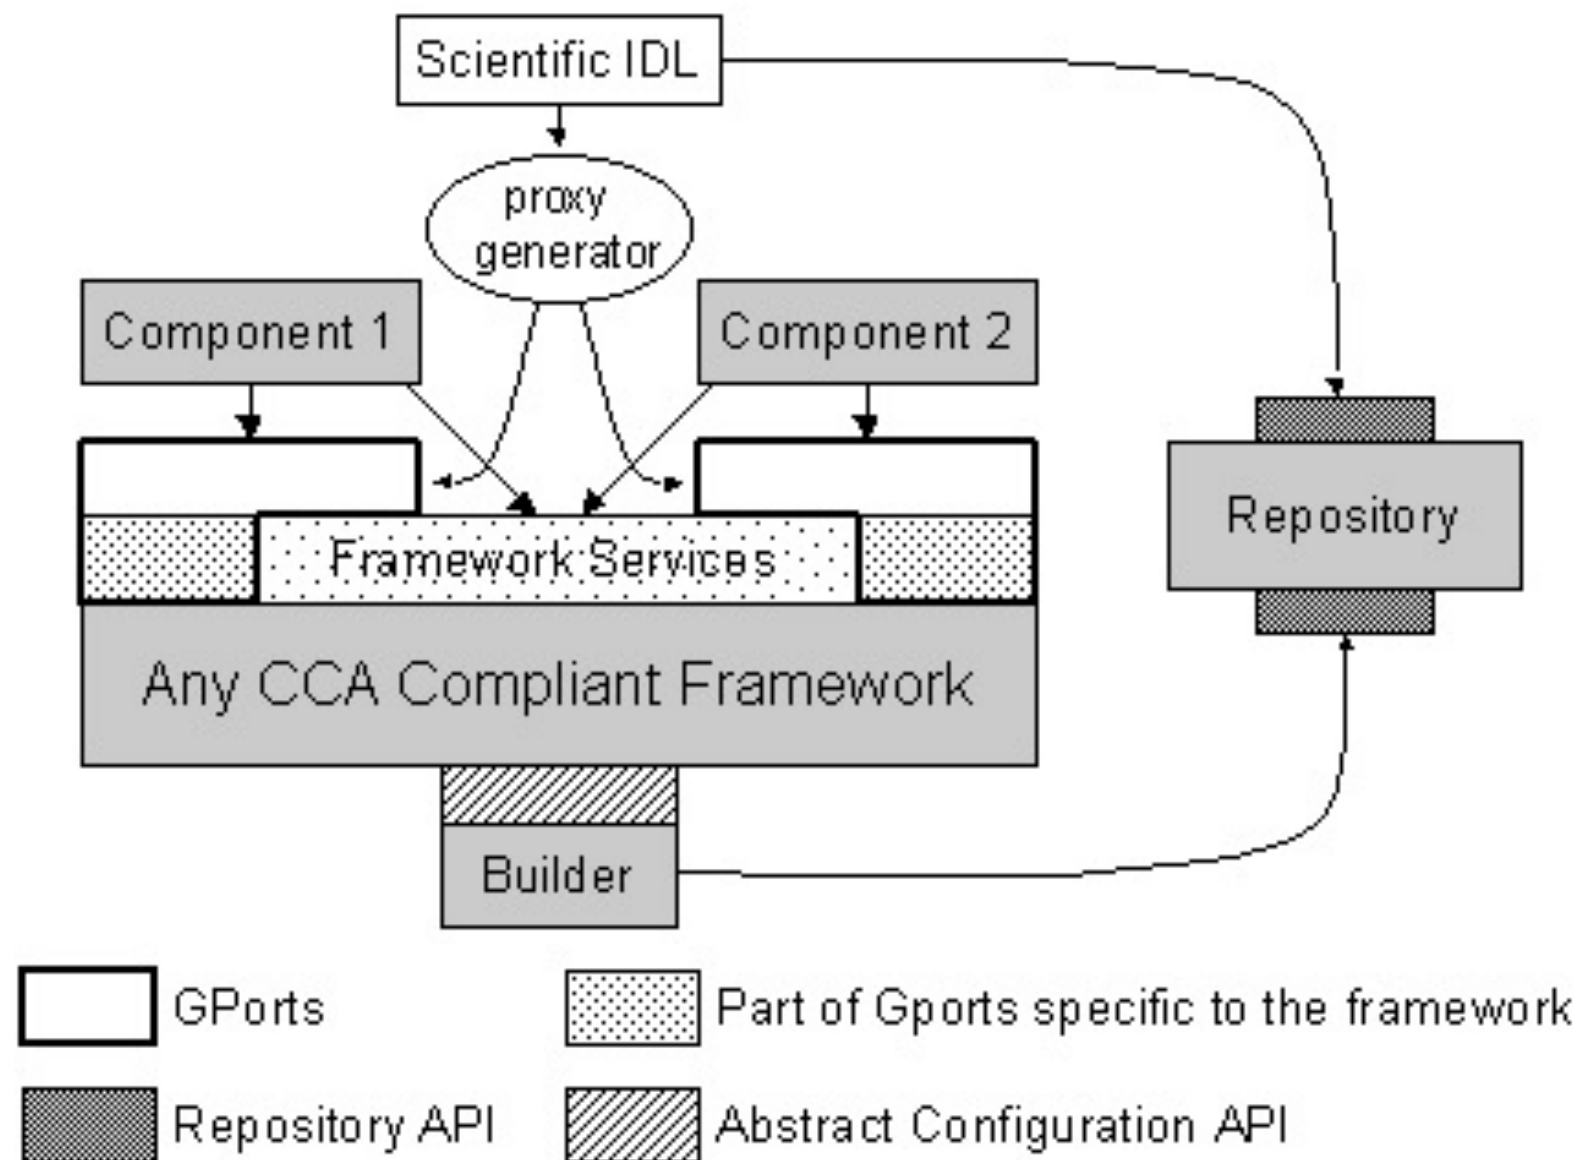 Scientific IDL
proxy
generator
Component 1
Component 2
Repository
Framework Services
Any CCA Compliant Framework
Builder
GPorts
Part of Gports specific to the framework
Repository API
Abstract Configuration API